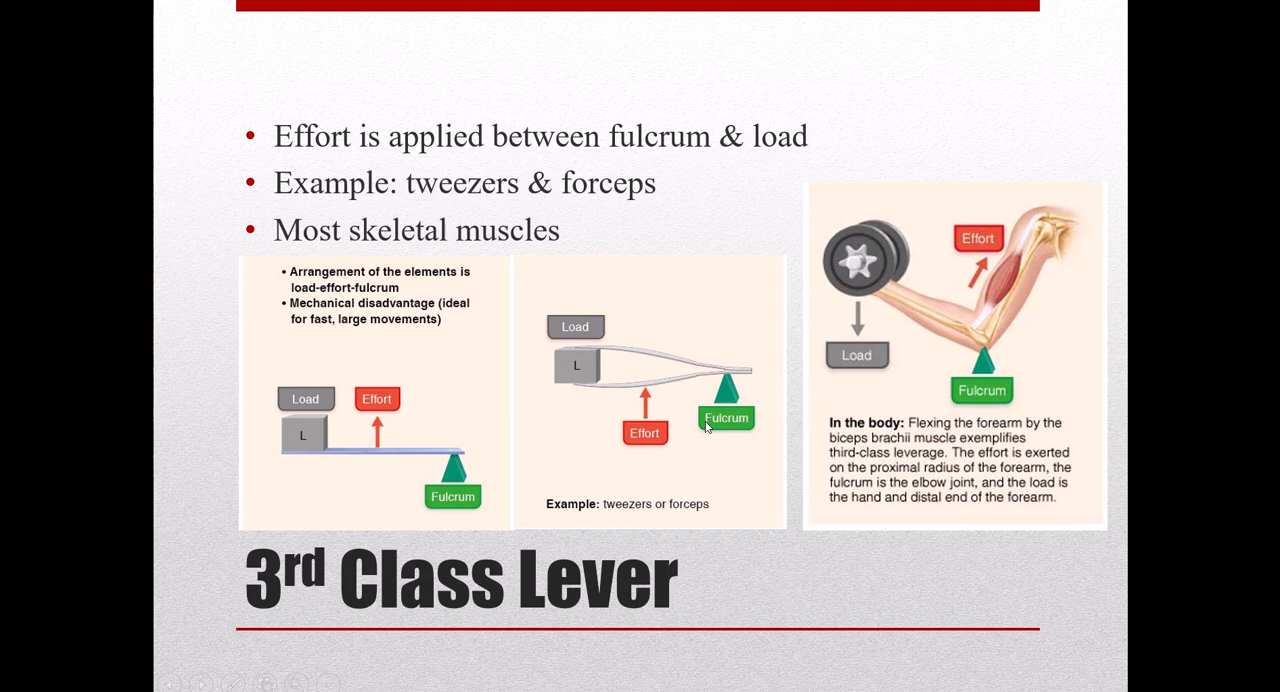 • Effort is applied between fulcrum & load
• Example: tweezers & forceps
• Most skeletal muscles
• Arrangement of the elements is
load-effort-fulcrum
• Mechanical disadvantage (ideal
for fast, large movements)
Load
Effort
L
Fulcrum
Load
L
Effort
Fulcrum
Example: tweezers or forceps
Effort
Load
Fulcrum
In the body: Flexing the forearm by the
biceps brachii muscle exemplifies
third-class leverage. The effort is exerted
on the proximal radius of the forearm, the
fulcrum is the elbow joint, and the load is
the hand and distal end of the forearm.
3rd Class Lever